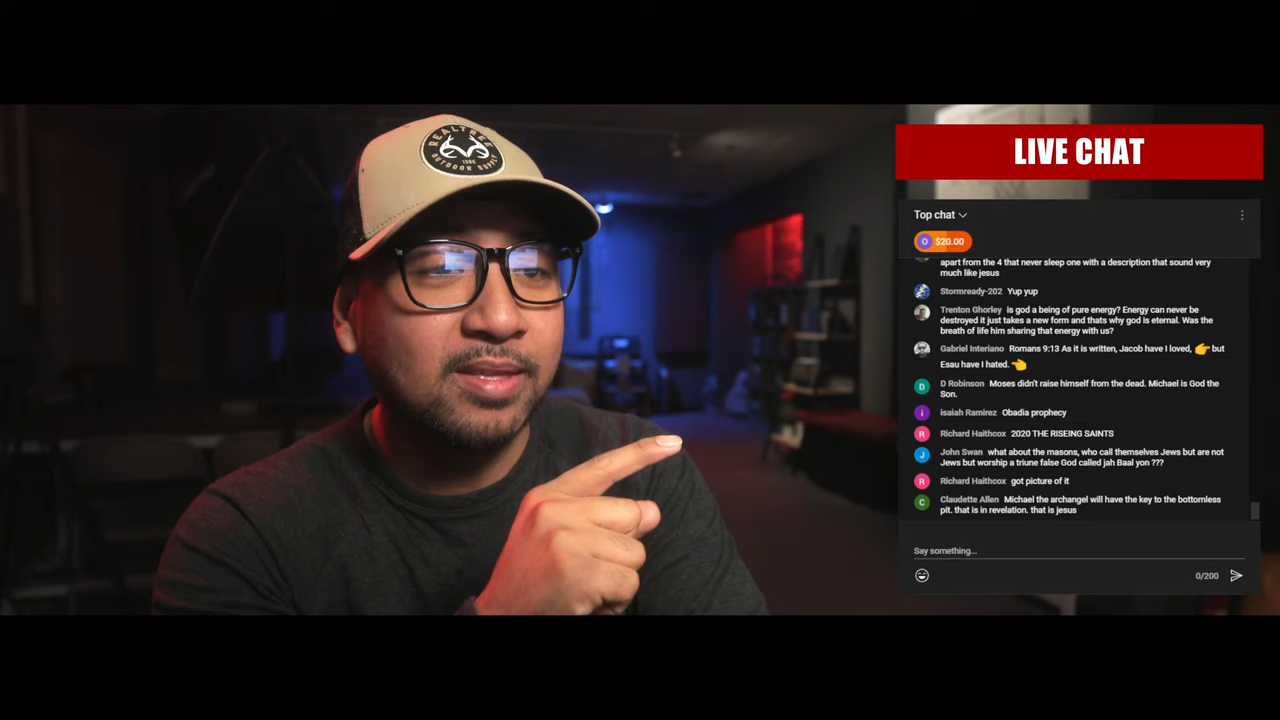 REALTREE
1986
OUTDOOR SUPPLY
LIVE CHAT
Top chat
O $20.00
apart from the 4 that never sleep one with a description that sound very
much like jesus
Stormready-202 Yup yup
Trenton Ghorley is god a being of pure energy? Energy can never be
destroyed it just takes a new form and thats why god is eternal. Was the
breath of life him sharing that energy with us?
Gabriel Interiano Romans 9:13 As it is written, Jacob have I loved, 👉 but
Esau have I hated. 👈
D D Robinson Moses didn't raise himself from the dead. Michael is God the
Son.
i isaiah Ramirez Obadia prophecy
R Richard Haithcox 2020 THE RISEING SAINTS
J John Swan what about the masons, who call themselves Jews but are not
Jews but worship a triune false God called jah Baal yon ???
R Richard Haithcox got picture of it
C Claudette Allen Michael the archangel will have the key to the bottomless
pit. that is in revelation. that is jesus
Say something...
0/200